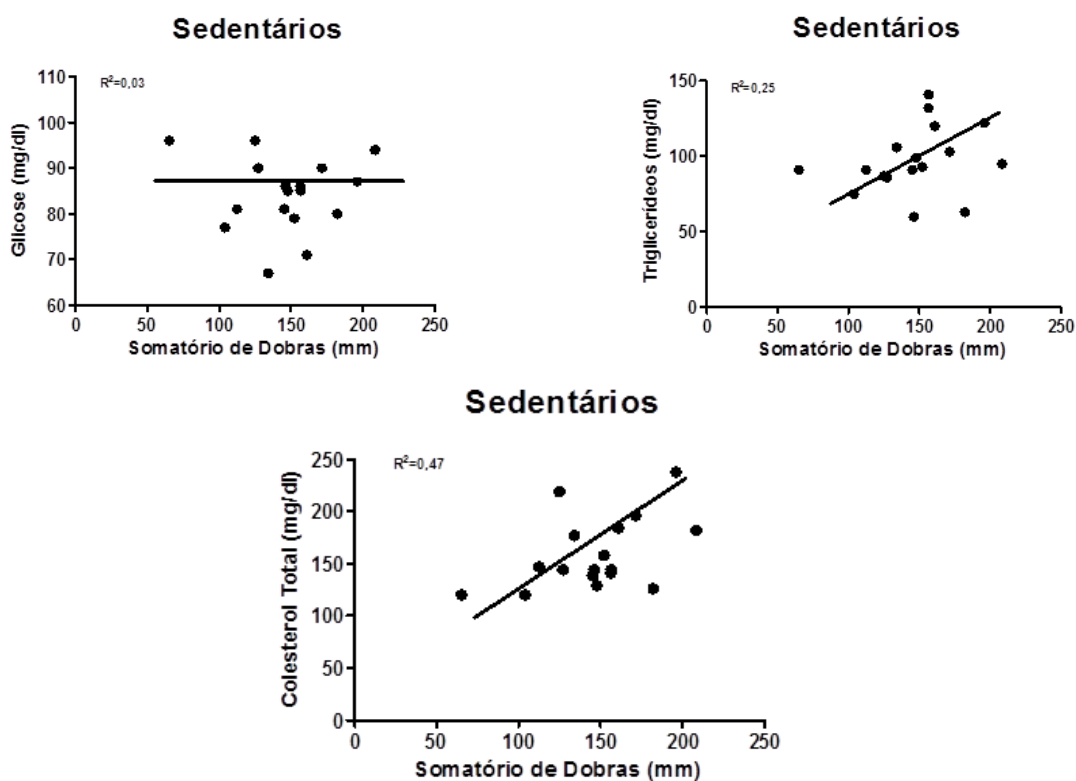 Sedentários
R²=0,03
Glicose (mg/dl)
110
100
90
80
70
60
0 50 100 150 200 250
Somatório de Dobras (mm)
Sedentários
R²=0,25
Triglicerídeos (mg/dl)
150
100
50
0
0 50 100 150 200 250
Somatório de Dobras (mm)
Sedentários
R²=0,47
Colesterol Total (mg/dl)
250
200
150
100
50
0
0 50 100 150 200 250
Somatório de Dobras (mm)